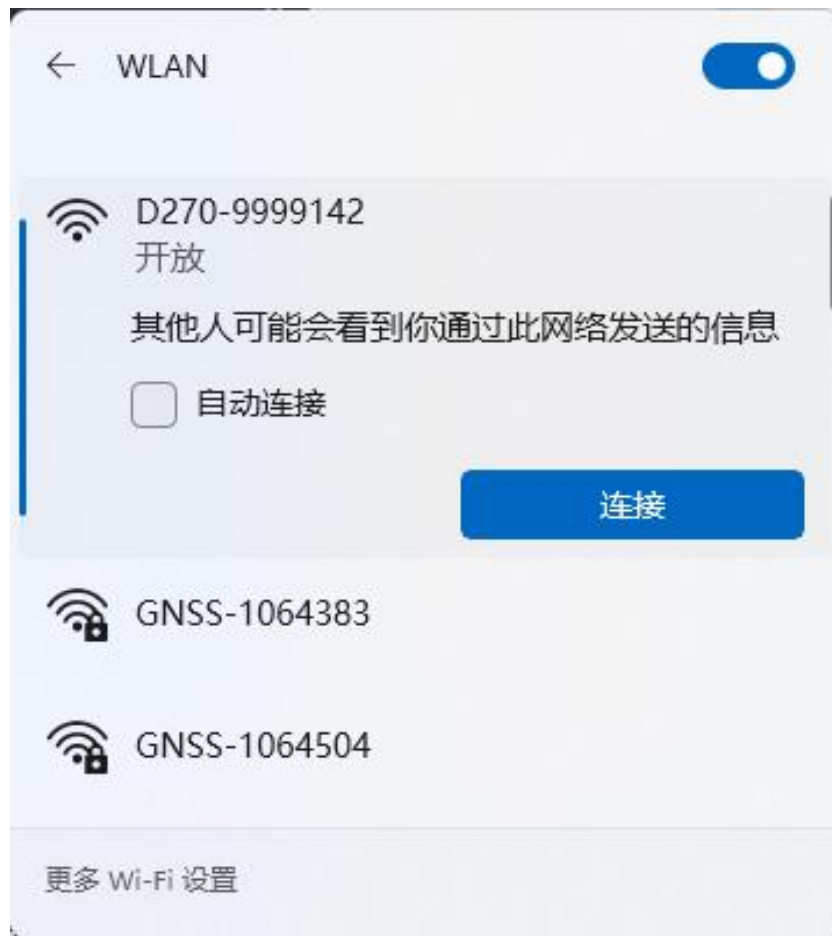 WLAN
D270-9999142
开放
其他人可能会看到你通过此网络发送的信息
自动连接
连接
GNSS-1064383
GNSS-1064504
更多 Wi-Fi 设置